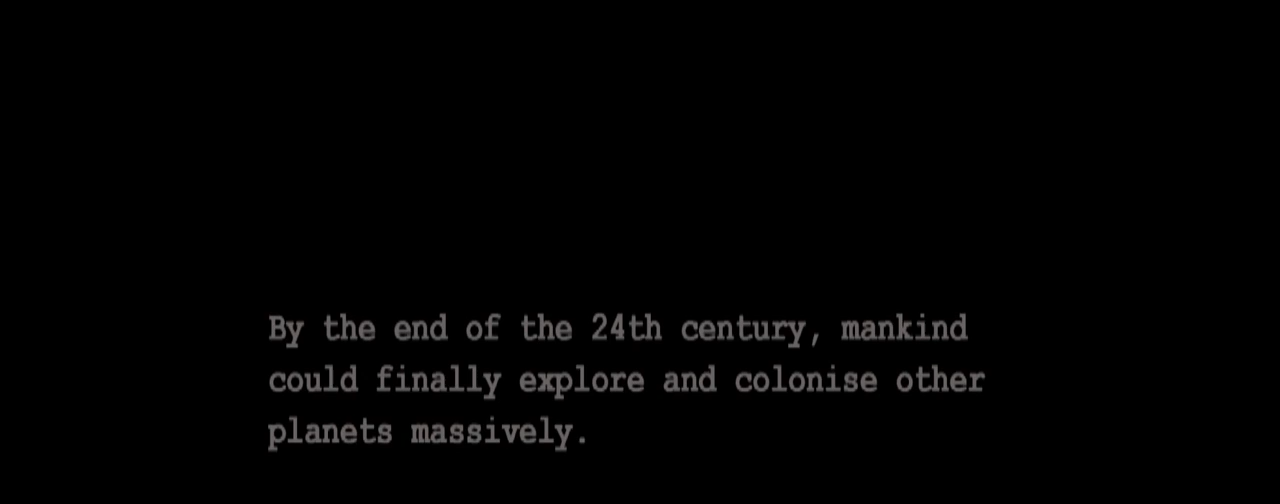 By the end of the 24th century, mankind
could finally explore and colonise other
planets massively.